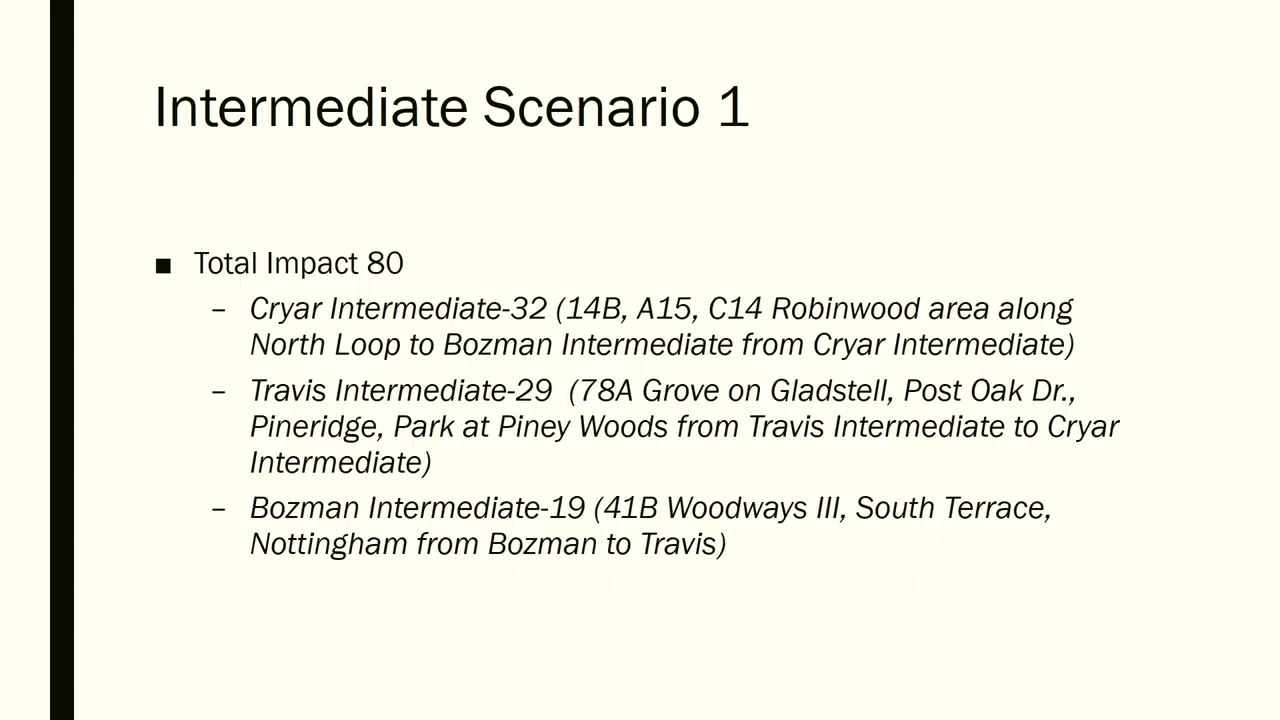 Intermediate Scenario 1
■ Total Impact 80
– Cryar Intermediate-32 (14B, A15, C14 Robinwood area along
North Loop to Bozman Intermediate from Cryar Intermediate)
– Travis Intermediate-29 (78A Grove on Gladstell, Post Oak Dr.,
Pineridge, Park at Piney Woods from Travis Intermediate to Cryar
Intermediate)
– Bozman Intermediate-19 (41B Woodways III, South Terrace,
Nottingham from Bozman to Travis)